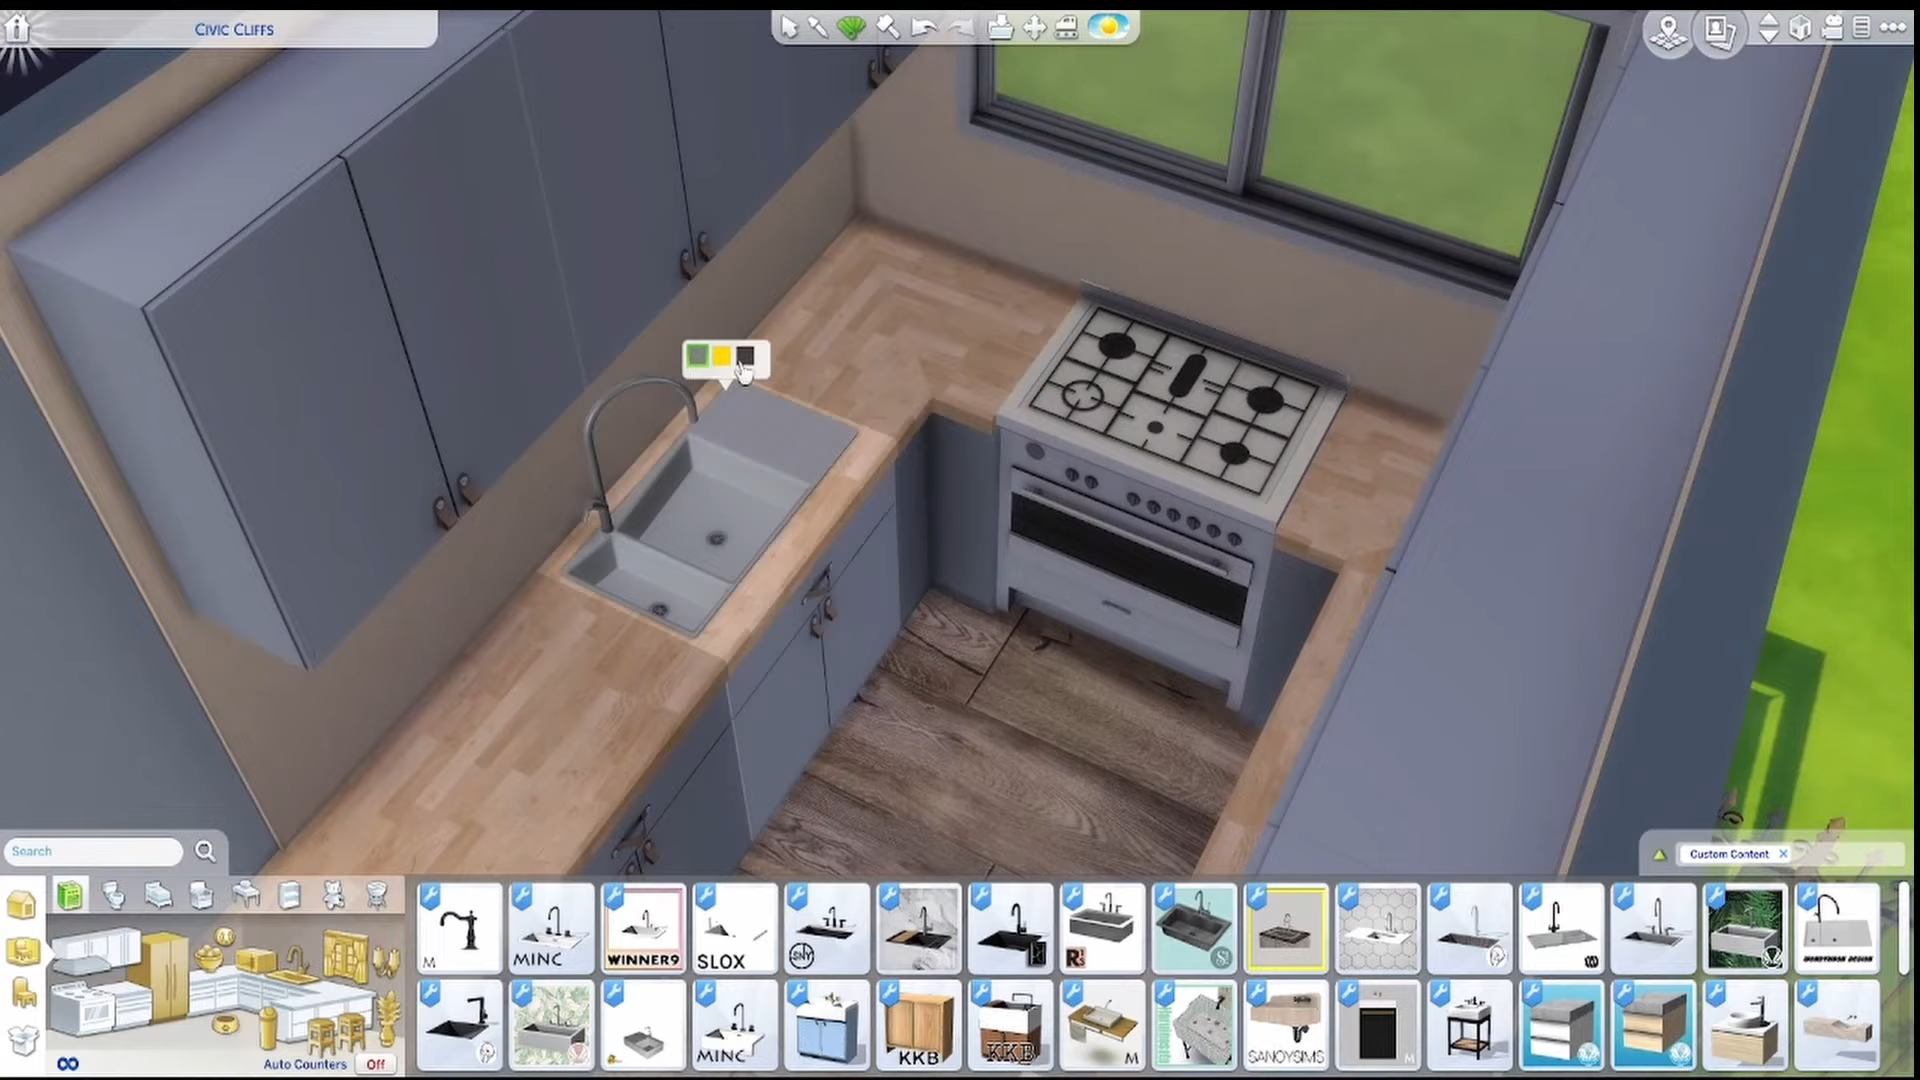 CIVIC CLIFFS
Search
Custom Content
M
MINC
WINNER9
SLOX
SNY
MINC
KKB
KKB
M
SANOYSIMS
M
Auto Counters
Off